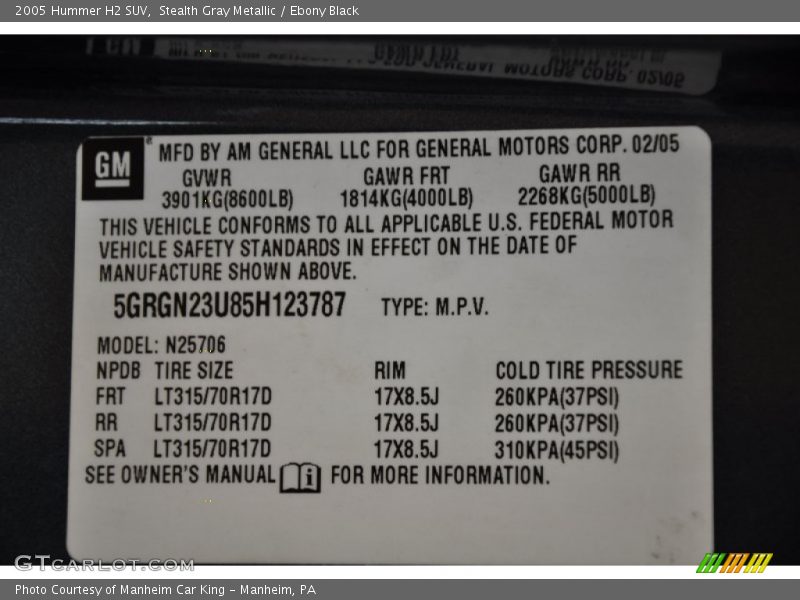 2005 Hummer H2 SUV,  Stealth Gray Metallic / Ebony Black
MOTORS CORP. 02/05
GM® MFD BY AM GENERAL LLC FOR GENERAL MOTORS CORP. 02/05
GVWR GAWR FRT GAWR RR
3901KG(8600LB) 1814KG(4000LB) 2268KG(5000LB)
THIS VEHICLE CONFORMS TO ALL APPLICABLE U.S. FEDERAL MOTOR
VEHICLE SAFETY STANDARDS IN EFFECT ON THE DATE OF
MANUFACTURE SHOWN ABOVE.
5GRGN23U85H123787 TYPE: M.P.V.
MODEL: N25706
NPDB TIRE SIZE RIM COLD TIRE PRESSURE
FRT LT315/70R17D 17X8.5J 260KPA(37PSI)
RR LT315/70R17D 17X8.5J 260KPA(37PSI)
SPA LT315/70R17D 17X8.5J 310KPA(45PSI)
SEE OWNER'S MANUAL i FOR MORE INFORMATION.
GTCARLOT.COM
Photo Courtesy of Manheim Car King - Manheim, PA